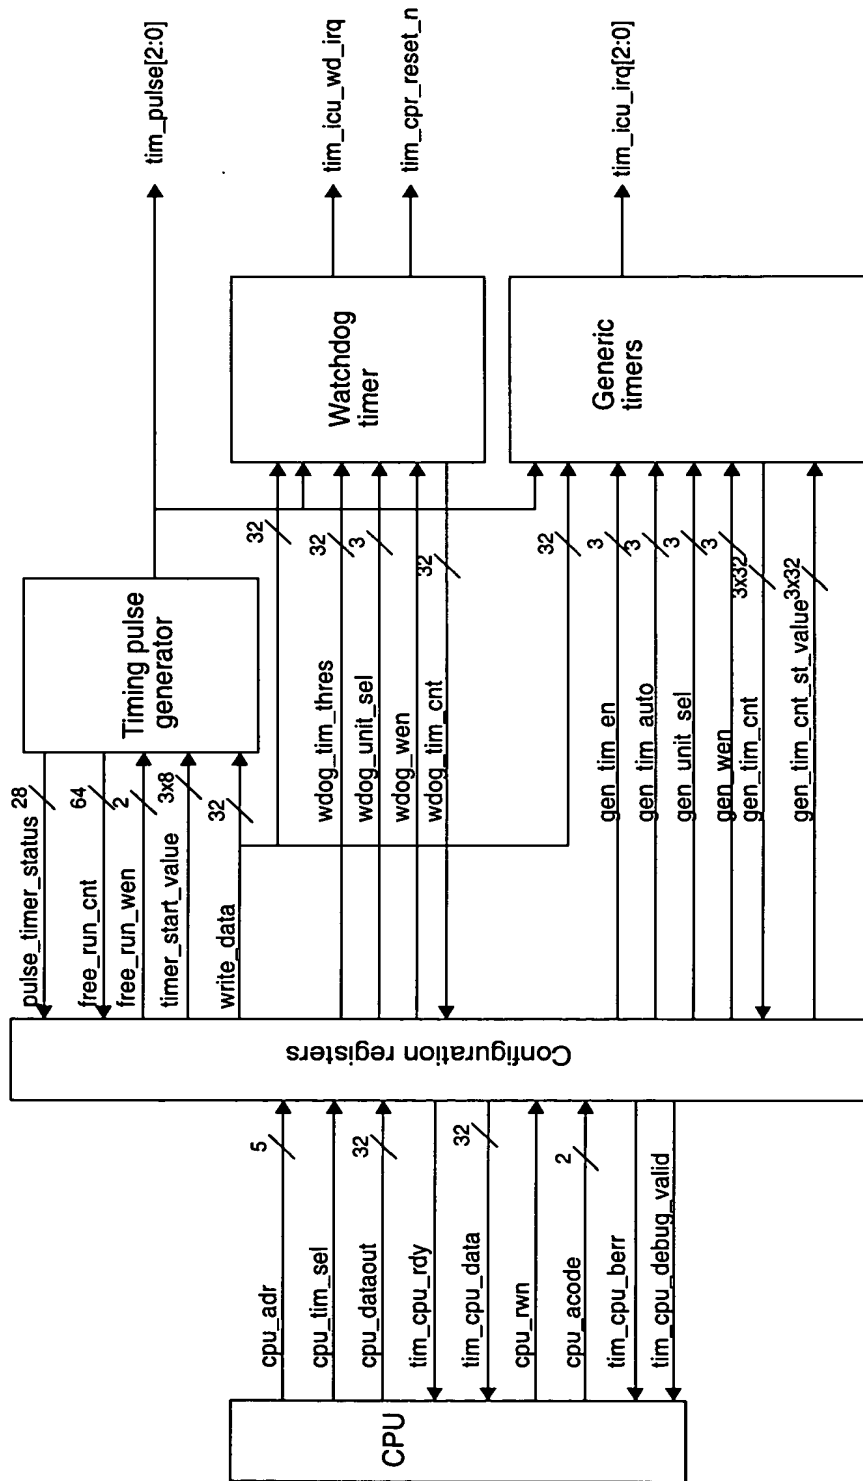 tim_pulse[2:0]
tim_icu_wd_irq
tim_cpr_reset_n
tim_icu_irq[2:0]
Timing pulse
generator
Watchdog
timer
Generic
timers
pulse_timer_status
28
free_run_cnt
64
free_run_wen
2
timer_start_value
3x8
write_data
32
32
wdog_tim_thres
32
wdog_unit_sel
3
wdog_wen
wdog_tim_cnt
32
32
gen_tim_en
3
gen_tim_auto
3
gen_unit_sel
3
gen_wen
3
gen_tim_cnt
3x32
gen_tim_cnt_st_value
3x32
Configuration registers
cpu_adr
5
cpu_tim_sel
cpu_dataout
32
tim_cpu_rdy
tim_cpu_data
32
cpu_rwn
cpu_acode
2
tim_cpu_berr
tim_cpu_debug_valid
CPU